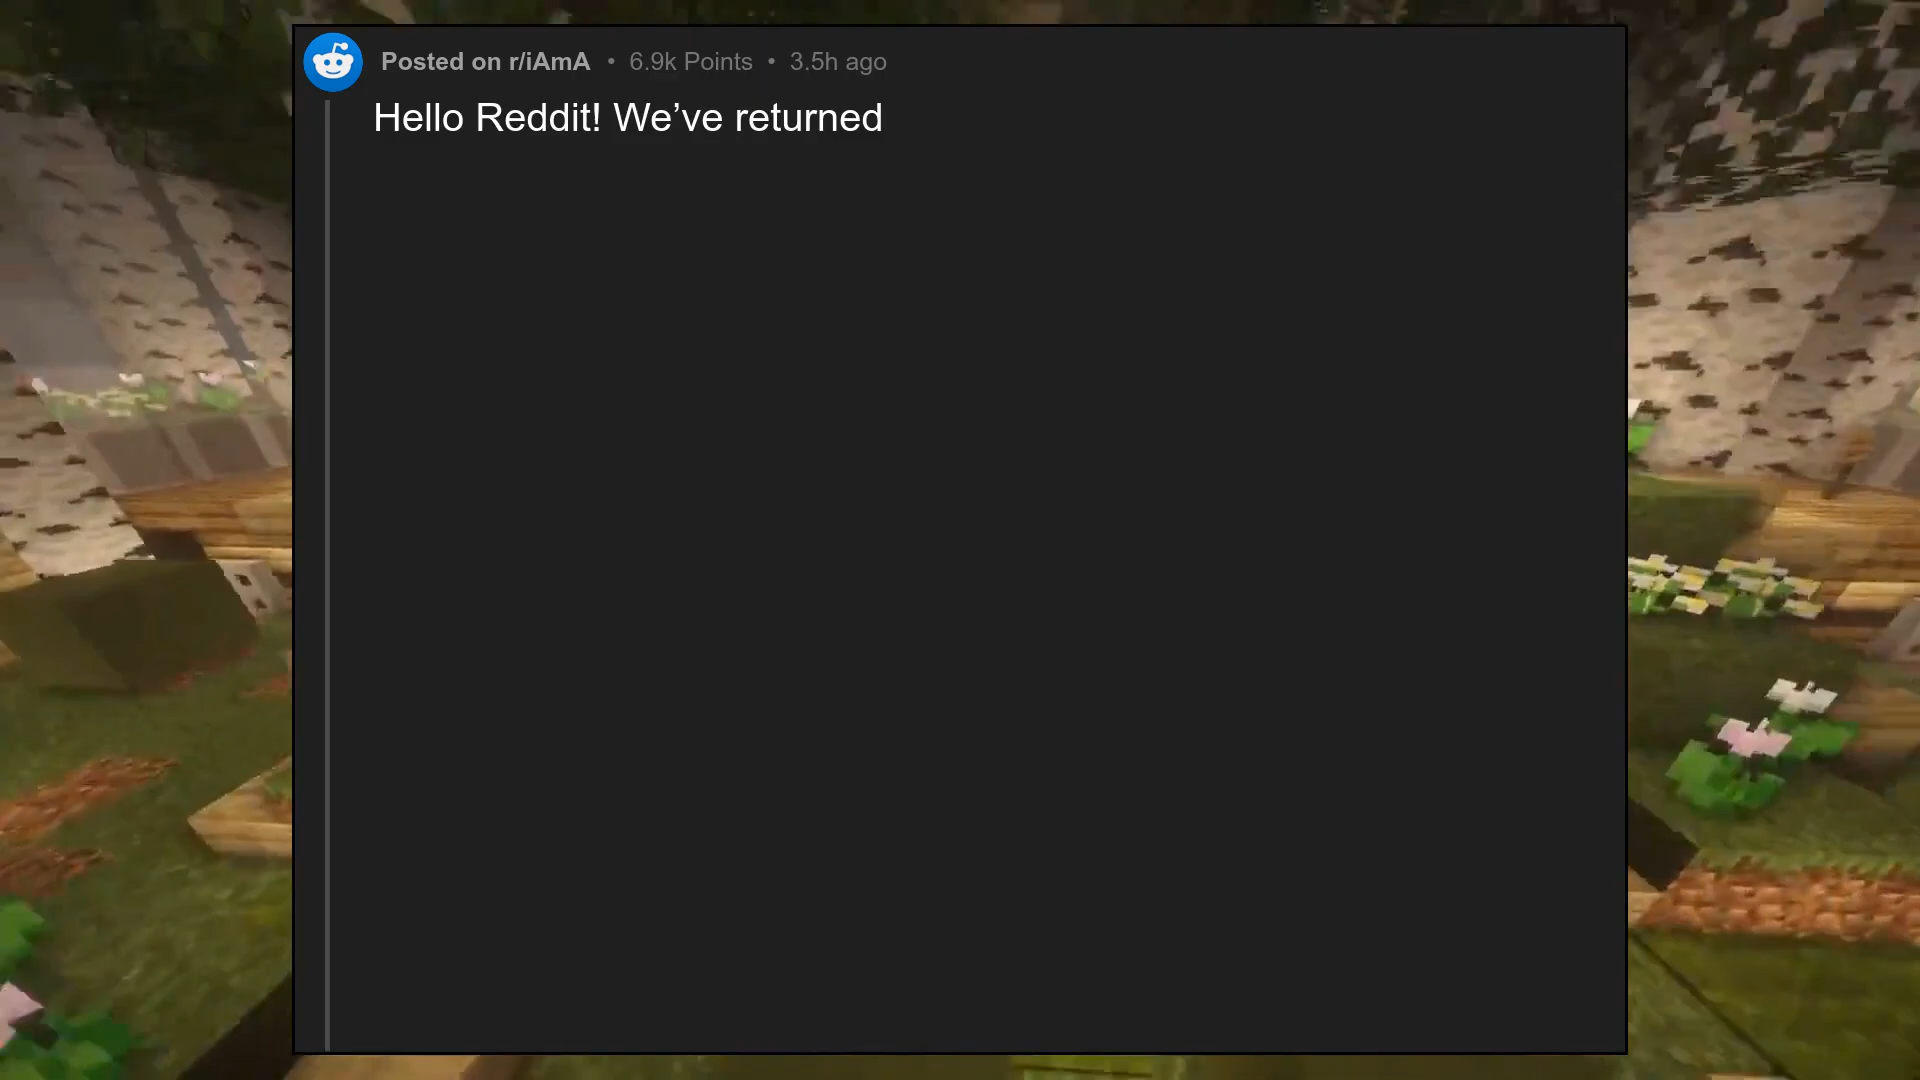 Posted on r/iAmA • 6.9k Points • 3.5h ago
Hello Reddit! We’ve returned